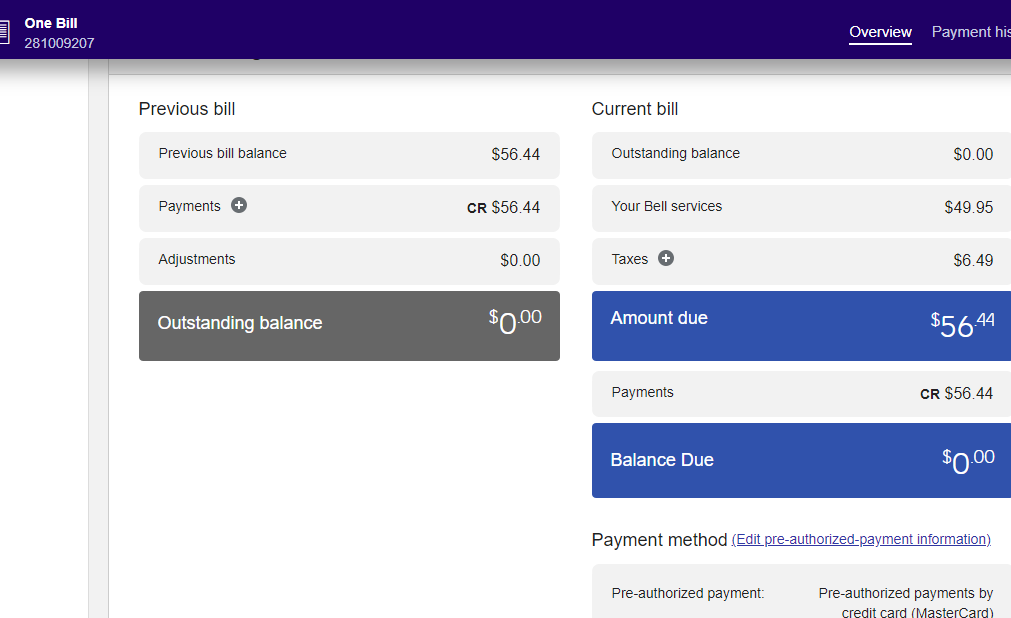 One Bill
281009207
Overview
Payment his
Previous bill
Previous bill balance $56.44
Payments CR $56.44
Adjustments $0.00
Outstanding balance $0.00
Current bill
Outstanding balance $0.00
Your Bell services $49.95
Taxes $6.49
Amount due $56.44
Payments CR $56.44
Balance Due $0.00
Payment method (Edit pre-authorized-payment information)
Pre-authorized payment: Pre-authorized payments by
credit card (MasterCard)